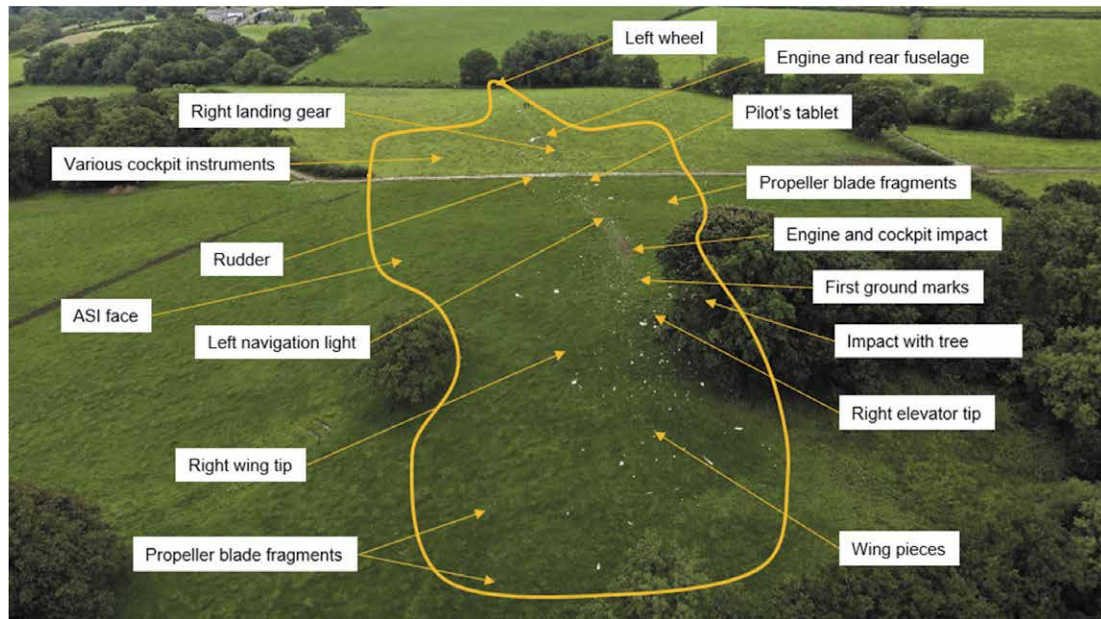 Left wheel
Engine and rear fuselage
Right landing gear
Pilot's tablet
Various cockpit instruments
Propeller blade fragments
Rudder
Engine and cockpit impact
ASI face
First ground marks
Left navigation light
Impact with tree
Right elevator tip
Right wing tip
Propeller blade fragments
Wing pieces